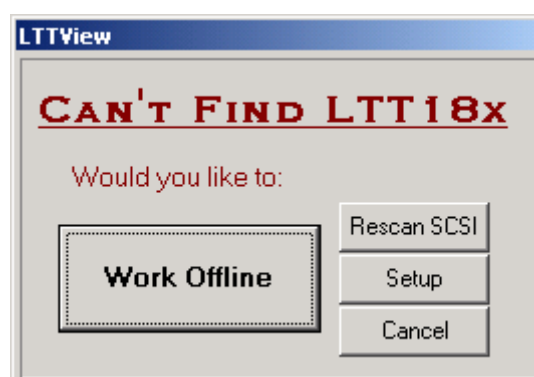 LTTView
Can't Find LTT18x
Would you like to:
Rescan SCSI
Work Offline
Setup
Cancel